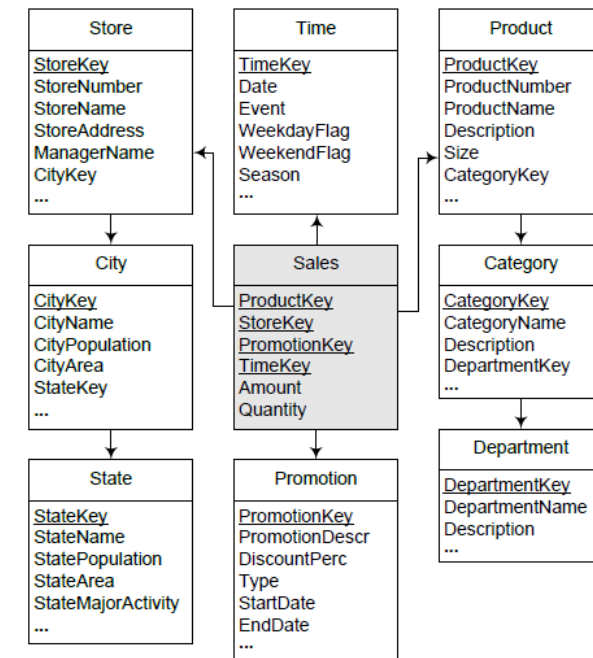 Store
StoreKey
StoreNumber
StoreName
StoreAddress
ManagerName
CityKey
...
Time
TimeKey
Date
Event
WeekdayFlag
WeekendFlag
Season
...
Product
ProductKey
ProductNumber
ProductName
Description
Size
CategoryKey
...
City
CityKey
CityName
CityPopulation
CityArea
StateKey
...
Sales
ProductKey
StoreKey
PromotionKey
TimeKey
Amount
Quantity
Category
CategoryKey
CategoryName
Description
DepartmentKey
...
State
StateKey
StateName
StatePopulation
StateArea
StateMajorActivity
...
Promotion
PromotionKey
PromotionDescr
DiscountPerc
Type
StartDate
EndDate
...
Department
DepartmentKey
DepartmentName
Description
...